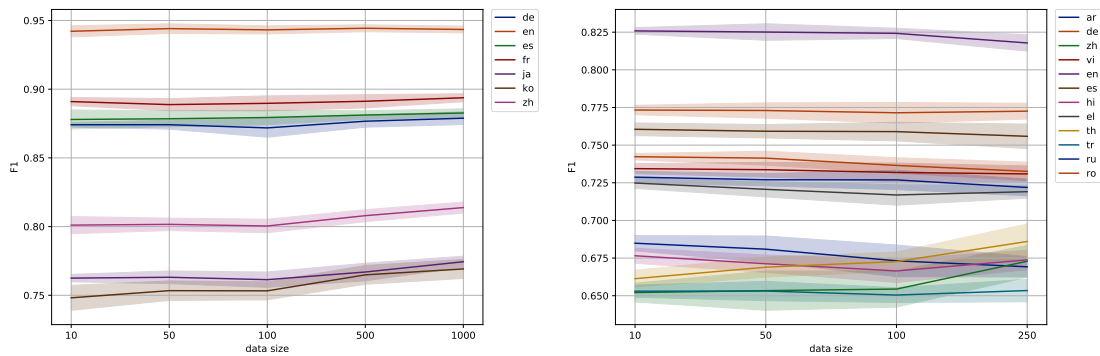 0.95
0.90
0.85
0.80
0.75
F1
10
50
100
500
1000
data size
de
en
es
fr
ja
ko
zh
0.825
0.800
0.775
0.750
0.725
0.700
0.675
0.650
F1
10
50
100
250
data size
ar
de
zh
vi
en
es
hi
el
th
tr
ru
ro